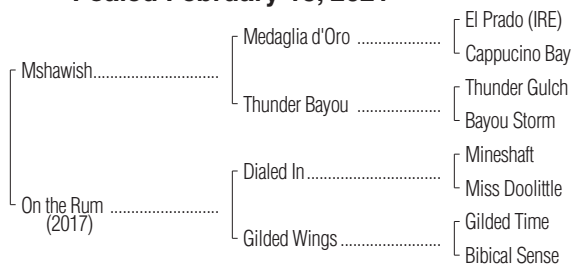 Foaled February 18, 2021
El Prado (IRE)
Medaglia d'Oro
Cappucino Bay
Mshawish
Thunder Gulch
Thunder Bayou
Bayou Storm
Mineshaft
Dialed In
Miss Doolittle
On the Rum
(2017)
Gilded Time
Gilded Wings
Bibical Sense